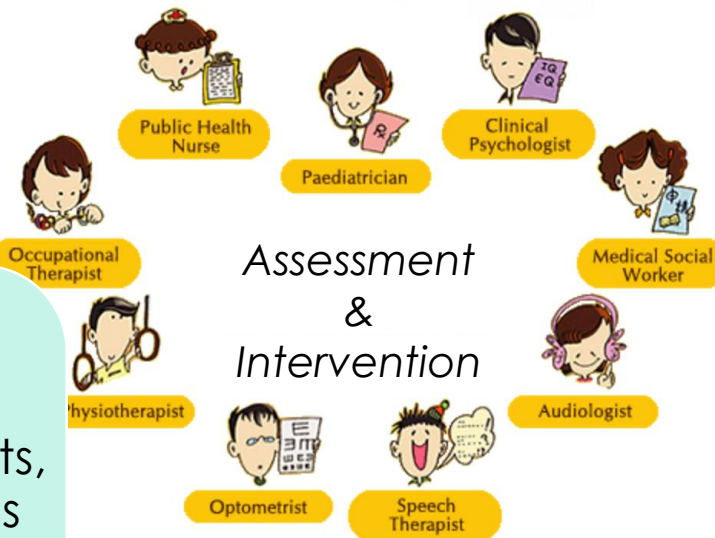 IQ
EQ
Public Health
Nurse
Clinical
Psychologist
Paediatrician
Occupational
Therapist
Medical Social
Worker
Assessment
&
Intervention
Physiotherapist
Audiologist
ts,
s
Optometrist
Speech
Therapist